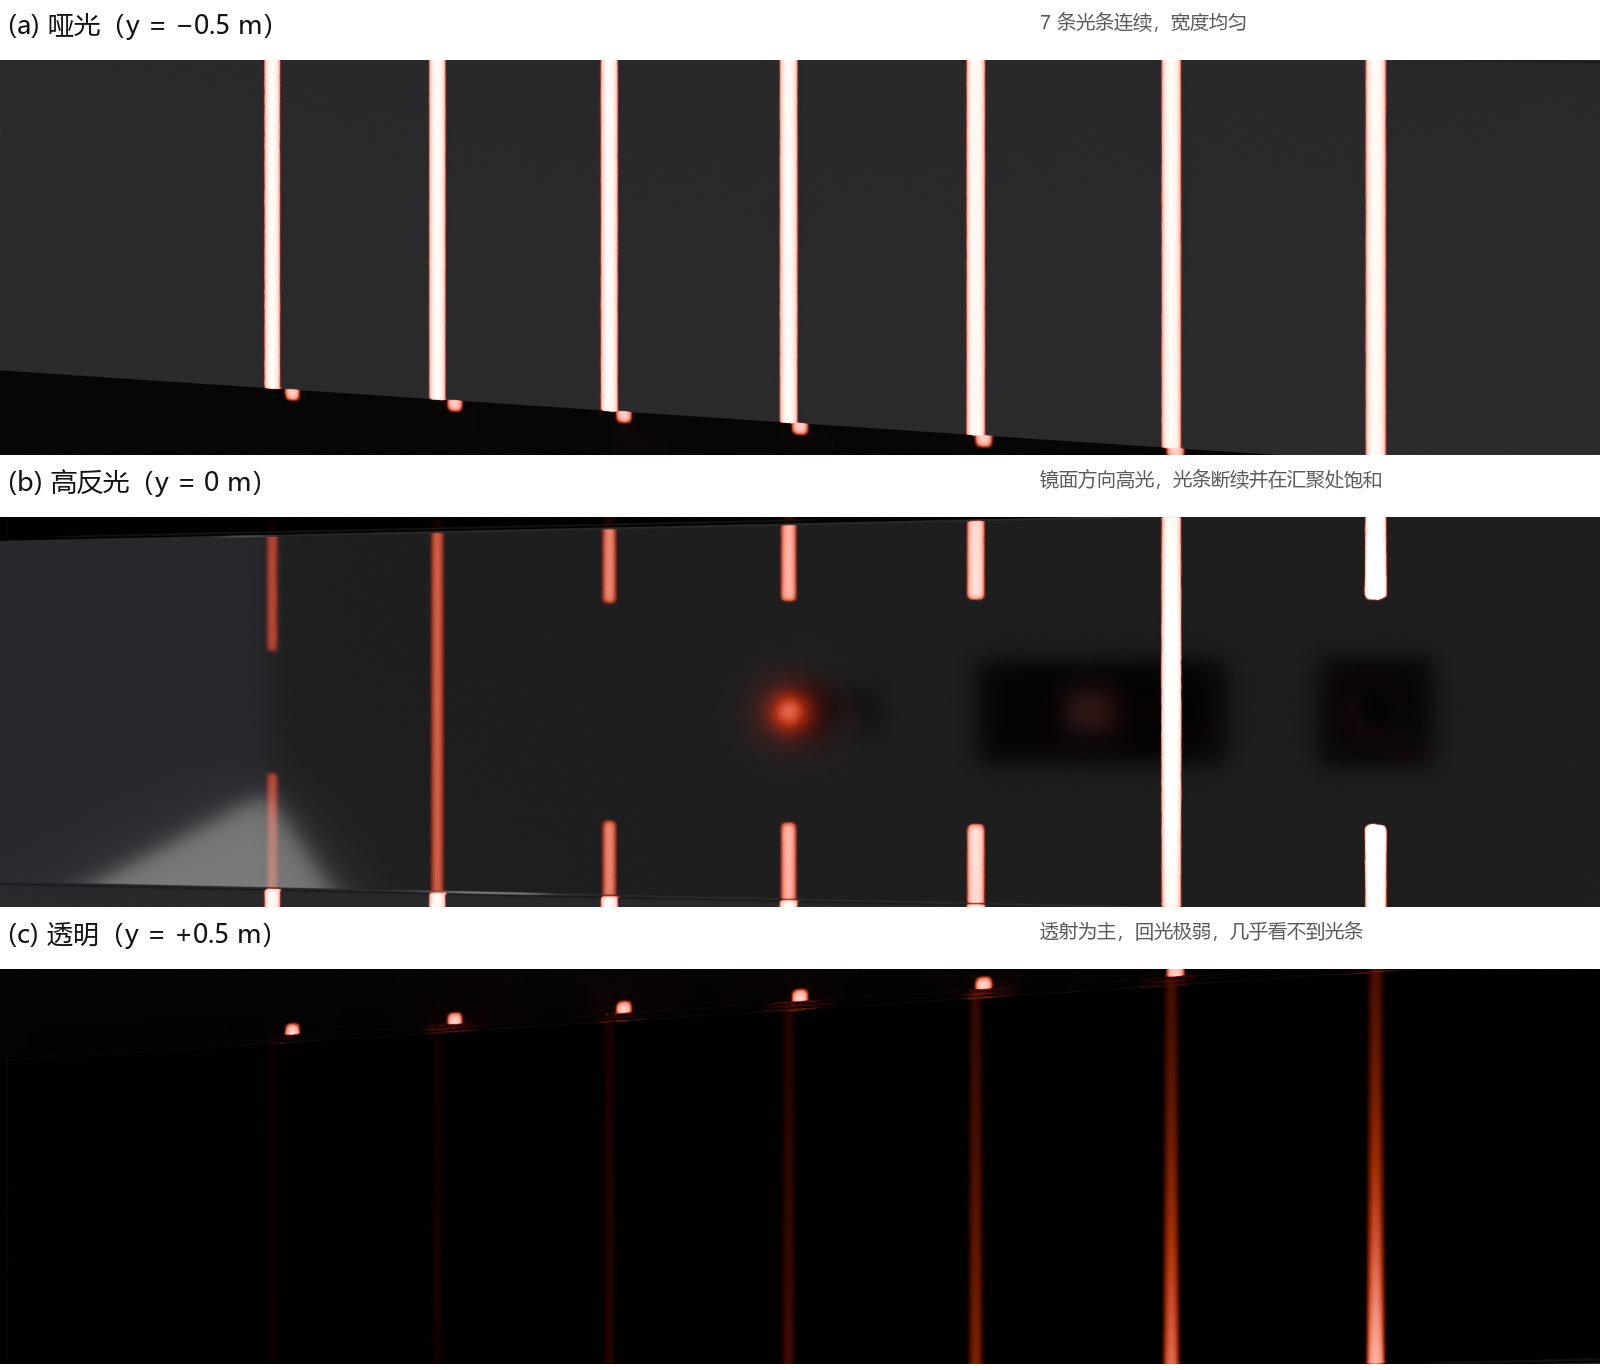 (a) 哑光（y = −0.5 m）
7 条光条连续，宽度均匀
(b) 高反光（y = 0 m）
镜面方向高光，光条断续并在汇聚处饱和
(c) 透明（y = +0.5 m）
透射为主，回光极弱，几乎看不到光条